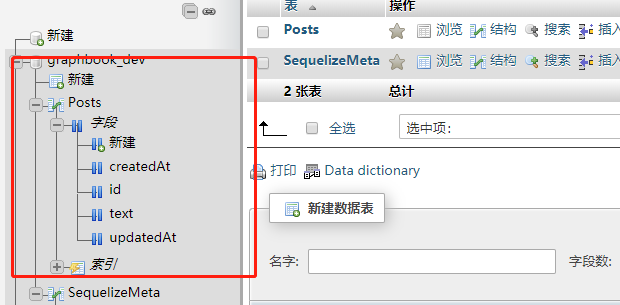 新建
graphbook_dev
新建
Posts
字段
新建
createdAt
id
text
updatedAt
索引
SequelizeMeta
表 操作
Posts 浏览 结构 搜索 插入
SequelizeMeta 浏览 结构 搜索 插入
2 张表 总计
全选 选中项:
打印 Data dictionary
新建数据表
名字: 字段数: